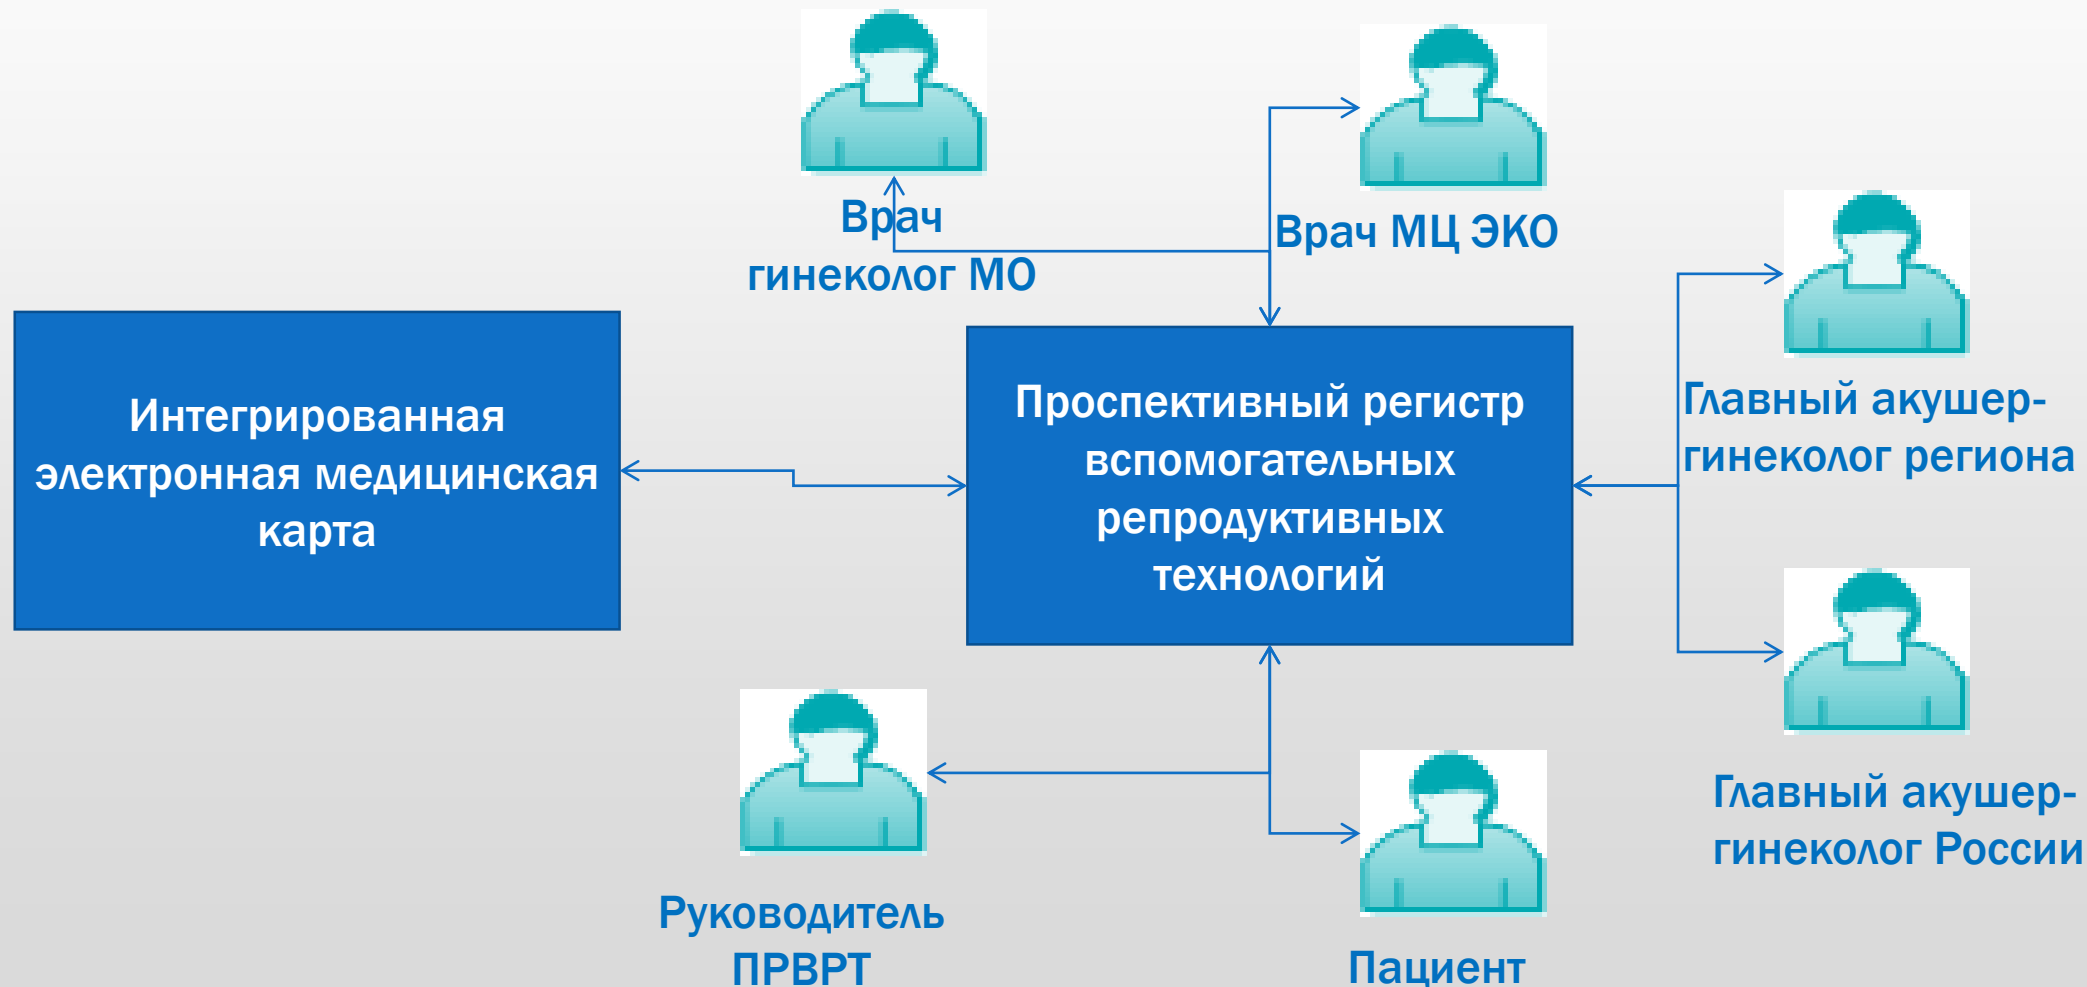 Врач
гинеколог МО
Врач МЦ ЭКО
Интегрированная
электронная медицинская
карта
Проспективный регистр
вспомогательных
репродуктивных
технологий
Главный акушер-
гинеколог региона
Главный акушер-
гинеколог России
Руководитель
ПРВРТ
Пациент